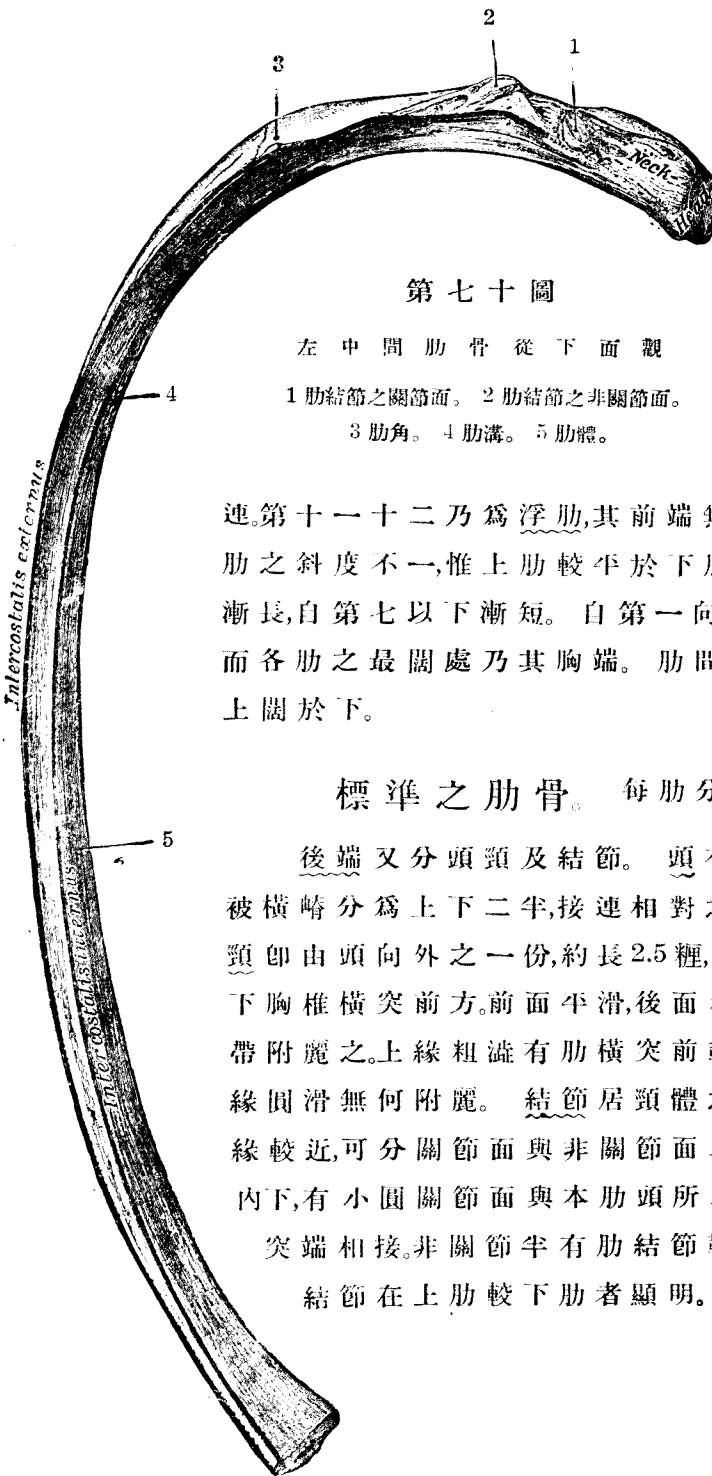 2
1
3
Neck
Head
第七十圖
左中間肋骨從下面觀
1 肋結節之關節面。 2 肋結節之非關節面。
3 肋角。 4 肋溝。 5 肋體。
4
Intercostalis externus
連。第十一十二乃爲浮肋,其前端無
肋之斜度不一,惟上肋較平於下
漸長,自第七以下漸短。 自第一向
而各肋之最闊處乃其胸端。 肋間
上闊於下。
標準之肋骨。 每肋分
5
Intercostalis internus
後端又分頭頸及結節。 頭
被橫嵴分爲上下二半,接連相對之
頸卽由頭向外之一份,約長2.5糎,
下胸椎橫突前方。前面平滑,後面
帶附麗之。上緣粗澁有肋橫突前
緣圓滑無何附麗。 結節居頸體之
緣較近,可分關節面與非關節面
內下,有小圓關節面與本肋頭所
突端相接。非關節半有肋結節
結節在上肋較下肋者顯明。